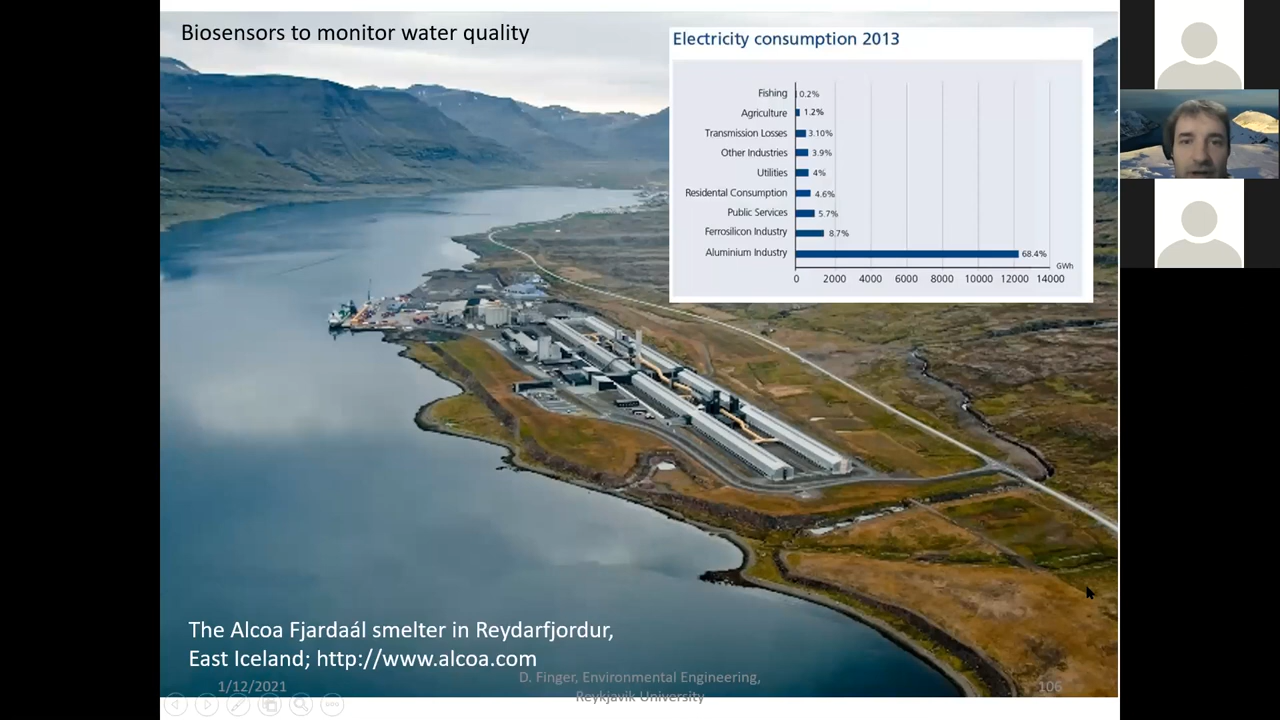 Biosensors to monitor water quality
Electricity consumption 2013
Fishing 0.2%
Agriculture 1.2%
Transmission Losses 3.10%
Other Industries 3.9%
Utilities 4%
Residental Consumption 4.6%
Public Services 5.7%
Ferrosilicon Industry 8.7%
Aluminium Industry 68.4%
GWh
0 2000 4000 6000 8000 10000 12000 14000
The Alcoa Fjardaál smelter in Reydarfjordur,
East Iceland; http://www.alcoa.com
1/12/2021
D. Finger, Environmental Engineering,
Reykjavik University
106